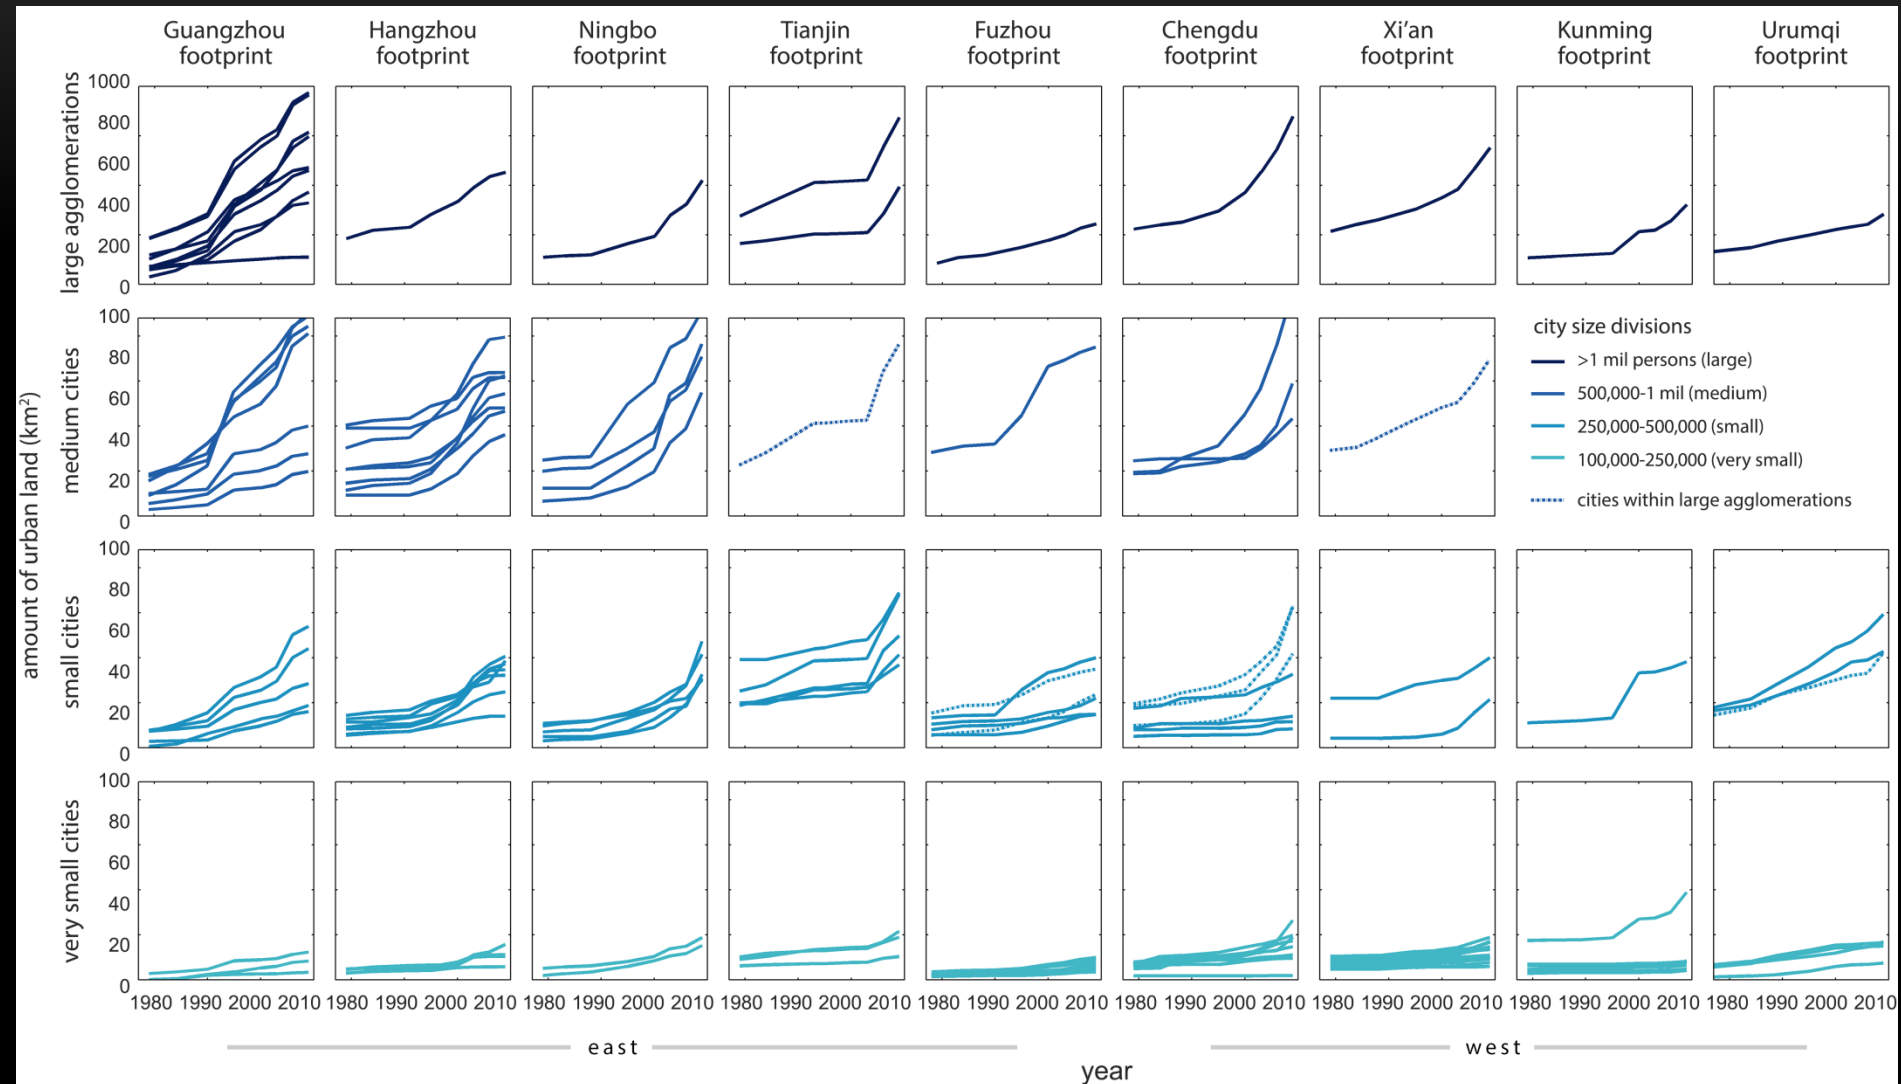 Guangzhou
footprint
Hangzhou
footprint
Ningbo
footprint
Tianjin
footprint
Fuzhou
footprint
Chengdu
footprint
Xi'an
footprint
Kunming
footprint
Urumqi
footprint
amount of urban land (km²)
large agglomerations
1000
800
600
400
200
0
medium cities
100
80
60
40
20
0
city size divisions
>1 mil persons (large)
500,000-1 mil (medium)
250,000-500,000 (small)
100,000-250,000 (very small)
cities within large agglomerations
small cities
100
80
60
40
20
0
very small cities
100
80
60
40
20
0
1980 1990 2000 2010 1980 1990 2000 2010 1980 1990 2000 2010 1980 1990 2000 2010 1980 1990 2000 2010 1980 1990 2000 2010 1980 1990 2000 2010 1980 1990 2000 2010 1980 1990 2000 2010
east
west
year